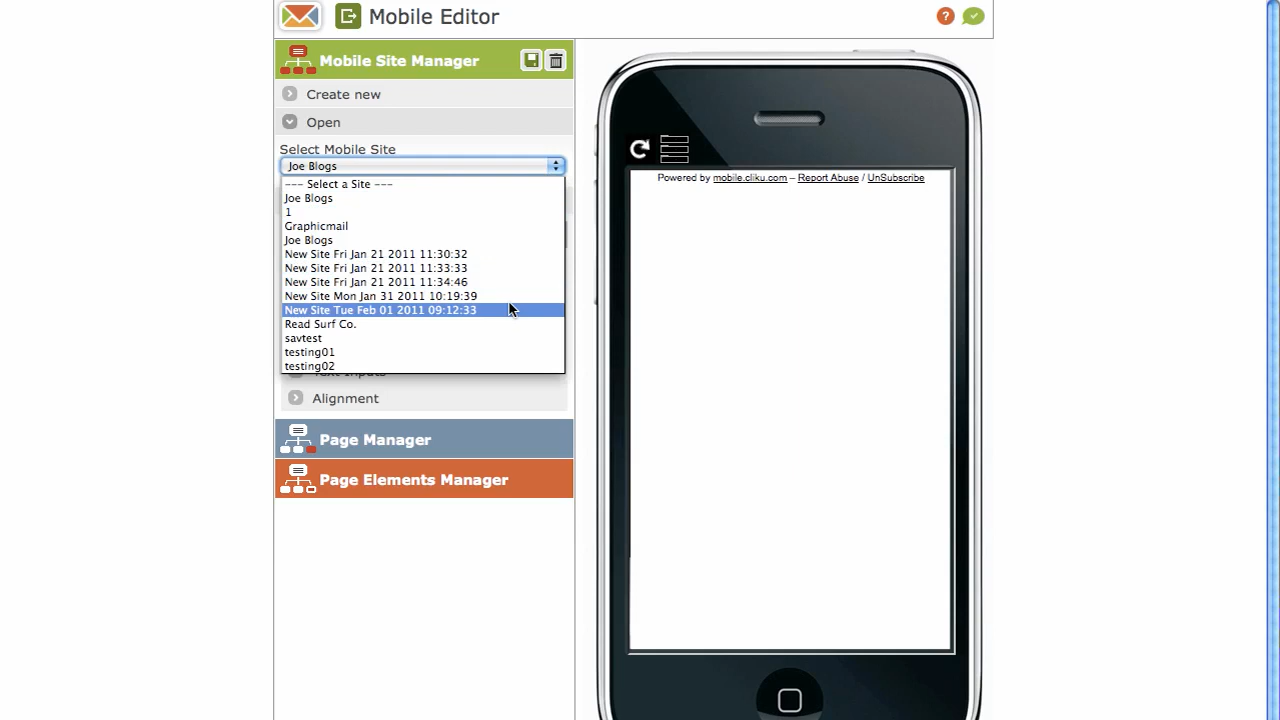 Mobile Editor
?
Mobile Site Manager
Create new
Open
Select Mobile Site
Joe Blogs
--- Select a Site ---
Joe Blogs
1
Graphicmail
Joe Blogs
New Site Fri Jan 21 2011 11:30:32
New Site Fri Jan 21 2011 11:33:33
New Site Fri Jan 21 2011 11:34:46
New Site Mon Jan 31 2011 10:19:39
New Site Tue Feb 01 2011 09:12:33
Read Surf Co.
savtest
testing01
testing02
Text Inputs
Alignment
Page Manager
Page Elements Manager
Powered by mobile.cliku.com – Report Abuse / UnSubscribe